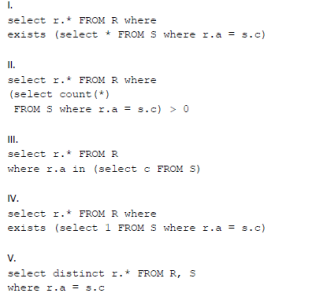 I.
select r.* FROM R where
exists (select * FROM S where r.a = s.c)
II.
select r.* FROM R where
(select count(*)
FROM S where r.a = s.c) > 0
III.
select r.* FROM R
where r.a in (select c FROM S)
IV.
select r.* FROM R where
exists (select 1 FROM S where r.a = s.c)
V.
select distinct r.* FROM R, S
where r.a = s.c